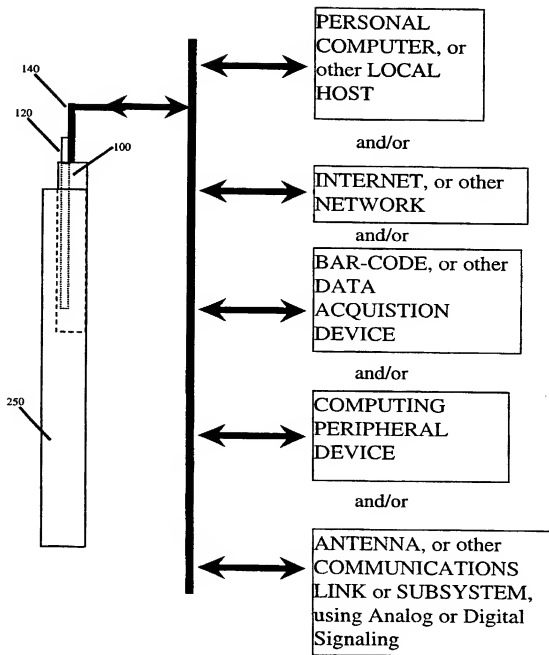 140
120
100
250
PERSONAL
COMPUTER, or
other LOCAL
HOST
and/or
INTERNET, or other
NETWORK
and/or
BAR-CODE, or other
DATA
ACQUISTION
DEVICE
and/or
COMPUTING
PERIPHERAL
DEVICE
and/or
ANTENNA, or other
COMMUNICATIONS
LINK or SUBSYSTEM,
using Analog or Digital
Signaling